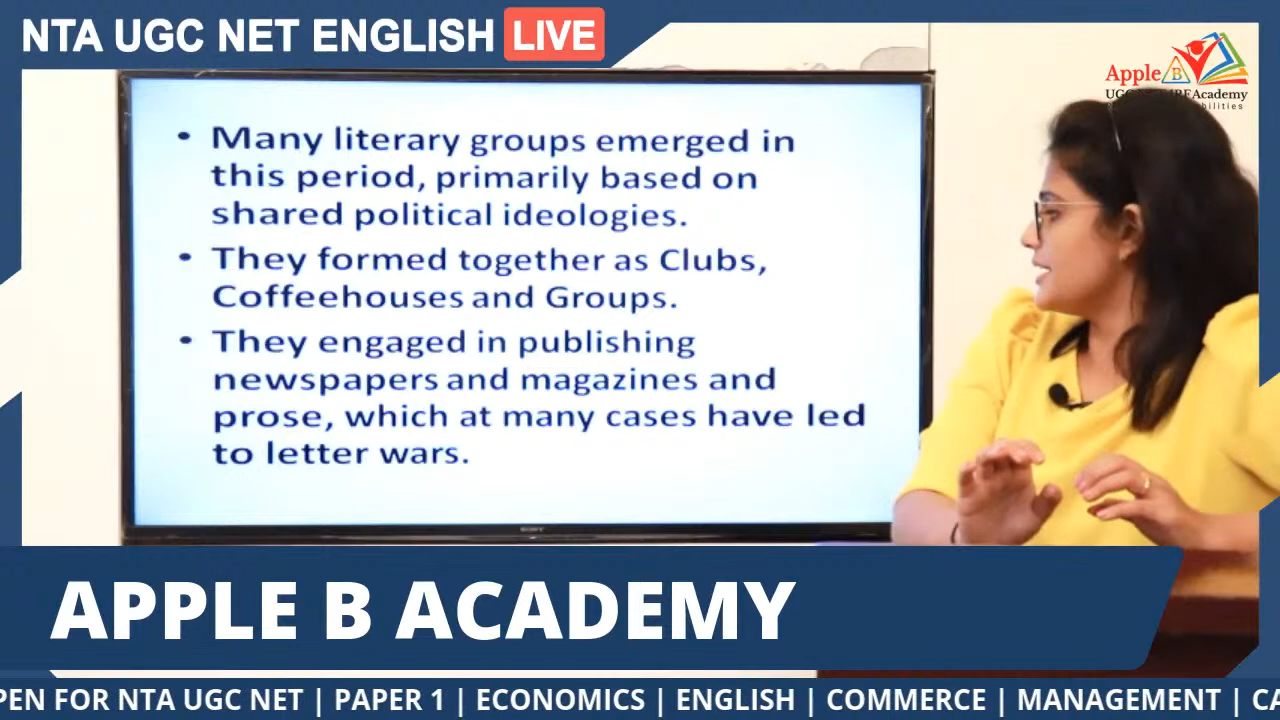 NTA UGC NET ENGLISH LIVE
Apple B
UGC Academy
• Many literary groups emerged in
this period, primarily based on
shared political ideologies.
• They formed together as Clubs,
Coffeehouses and Groups.
• They engaged in publishing
newspapers and magazines and
prose, which at many cases have led
to letter wars.
SONY
APPLE B ACADEMY
FOR NTA UGC NET | PAPER 1 | ECONOMICS | ENGLISH | COMMERCE | MANAGEMENT |